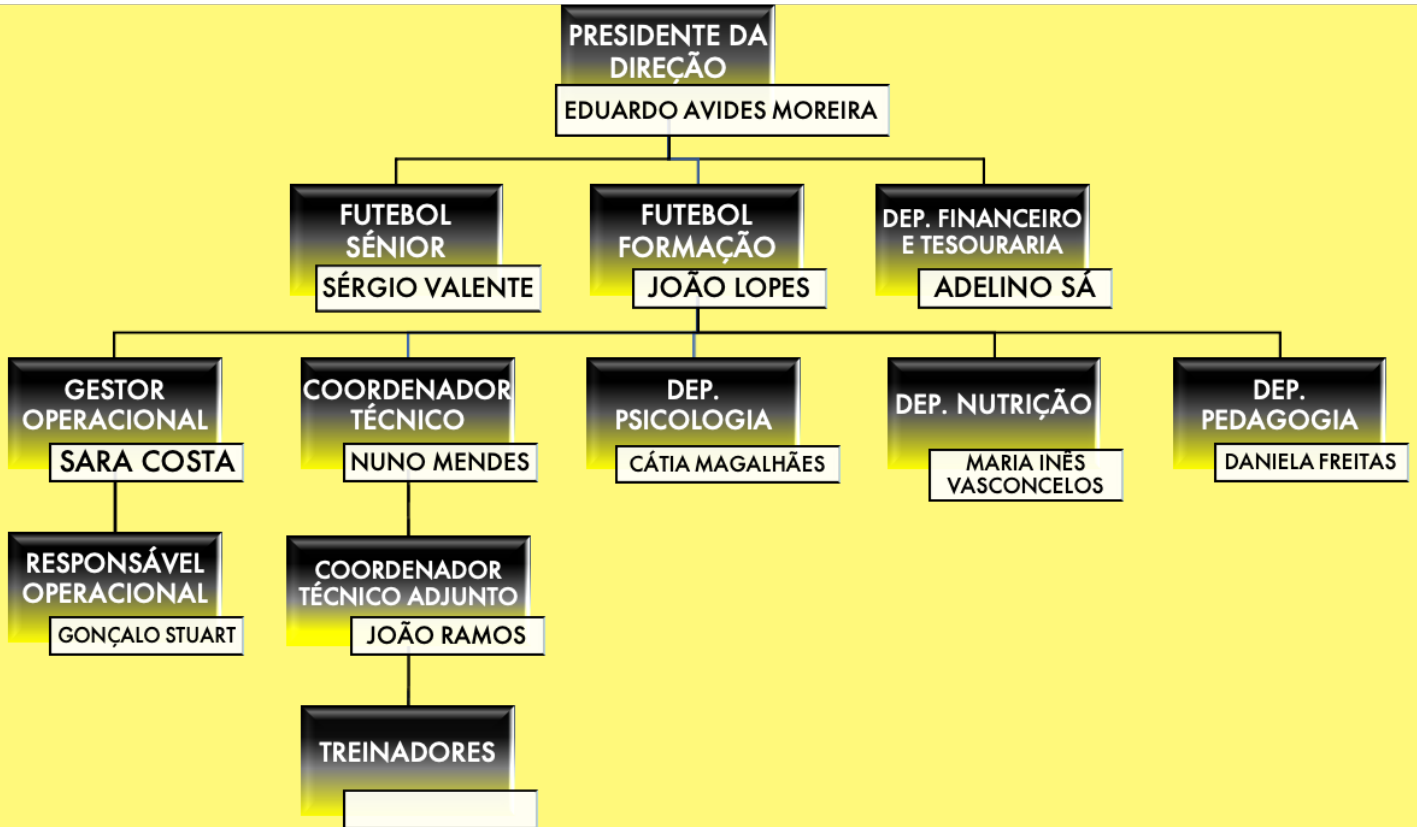 PRESIDENTE DA
DIREÇÃO
EDUARDO AVIDES MOREIRA
FUTEBOL
SÉNIOR
SÉRGIO VALENTE
FUTEBOL
FORMAÇÃO
JOÃO LOPES
DEP. FINANCEIRO
E TESOURARIA
ADELINO SÁ
GESTOR
OPERACIONAL
SARA COSTA
COORDENADOR
TÉCNICO
NUNO MENDES
DEP.
PSICOLOGIA
CÁTIA MAGALHÃES
DEP. NUTRIÇÃO
MARIA INÊS
VASCONCELOS
DEP.
PEDAGOGIA
DANIELA FREITAS
RESPONSÁVEL
OPERACIONAL
GONÇALO STUART
COORDENADOR
TÉCNICO ADJUNTO
JOÃO RAMOS
TREINADORES